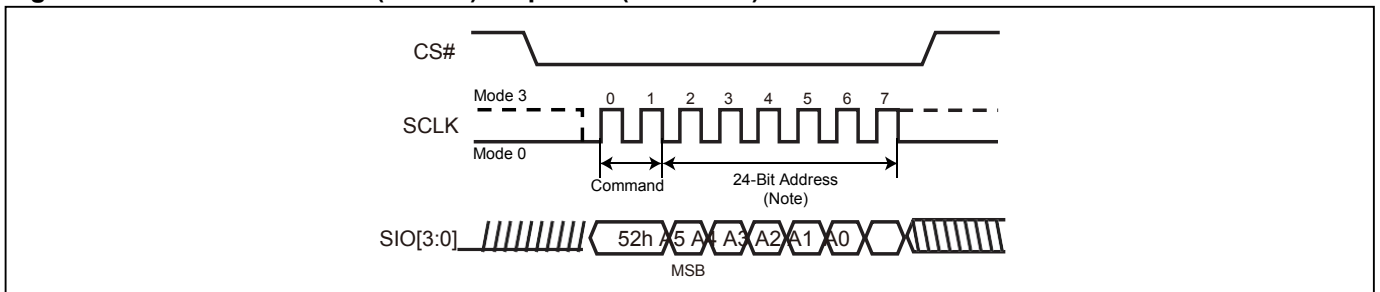 CS#
Mode 3
0 1 2 3 4 5 6 7
SCLK
Mode 0
Command
24-Bit Address
(Note)
SIO[3:0]
52h A5 A4 A3 A2 A1 A0
MSB